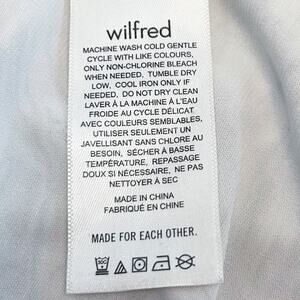 wilfred
MACHINE WASH COLD GENTLE
CYCLE WITH LIKE COLOURS,
ONLY NON-CHLORINE BLEACH
WHEN NEEDED, TUMBLE DRY
LOW, COOL IRON ONLY IF
NEEDED, DO NOT DRY CLEAN
LAVER À LA MACHINE À L'EAU
FROIDE AU CYCLE DÉLICAT
AVEC COULEURS SEMBLABLES,
UTILISER SEULEMENT UN
JAVELLISANT SANS CHLORE AU
BESOIN, SÉCHER À BASSE
TEMPÉRATURE, REPASSAGE
DOUX SI NÉCESSAIRE, NE PAS
NETTOYER À SEC
MADE IN CHINA
FABRIQUÉ EN CHINE
MADE FOR EACH OTHER.